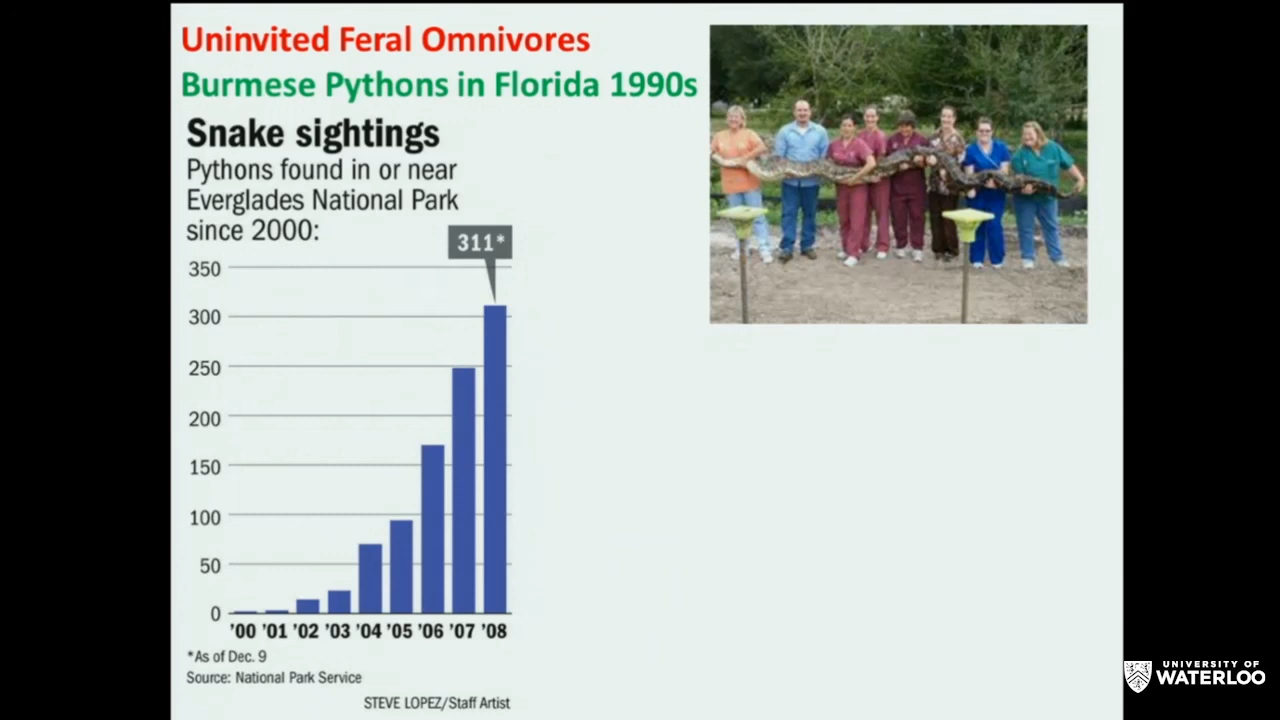 Uninvited Feral Omnivores
Burmese Pythons in Florida 1990s
Snake sightings
Pythons found in or near
Everglades National Park
since 2000:
311*
350
300
250
200
150
100
50
0
'00 '01 '02 '03 '04 '05 '06 '07 '08
*As of Dec. 9
Source: National Park Service
STEVE LOPEZ/Staff Artist
UNIVERSITY OF
WATERLOO